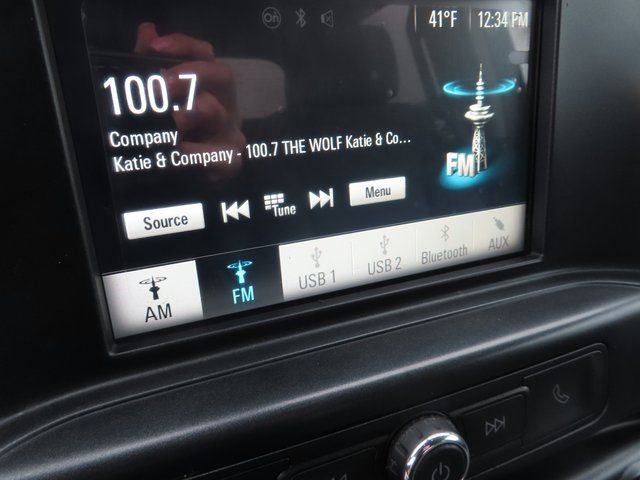 On 41°F 12:34 PM
100.7
Company
Katie & Company - 100.7 THE WOLF Katie & Co...
FM
Source Tune Menu
AM FM USB 1 USB 2 Bluetooth AUX